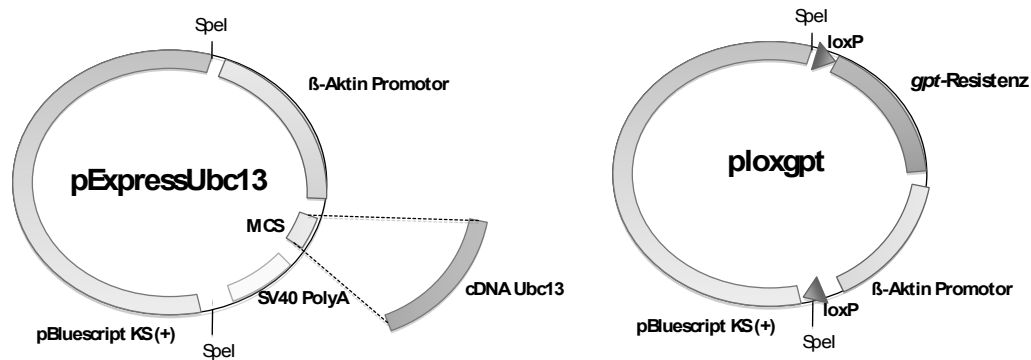 SpeI
ß-Aktin Promotor
pExpressUbc13
MCS
cDNA Ubc13
SV40 PolyA
pBluescript KS(+)
SpeI
SpeI
loxP
gpt-Resistenz
ploxgpt
ß-Aktin Promotor
loxP
pBluescript KS(+)
SpeI